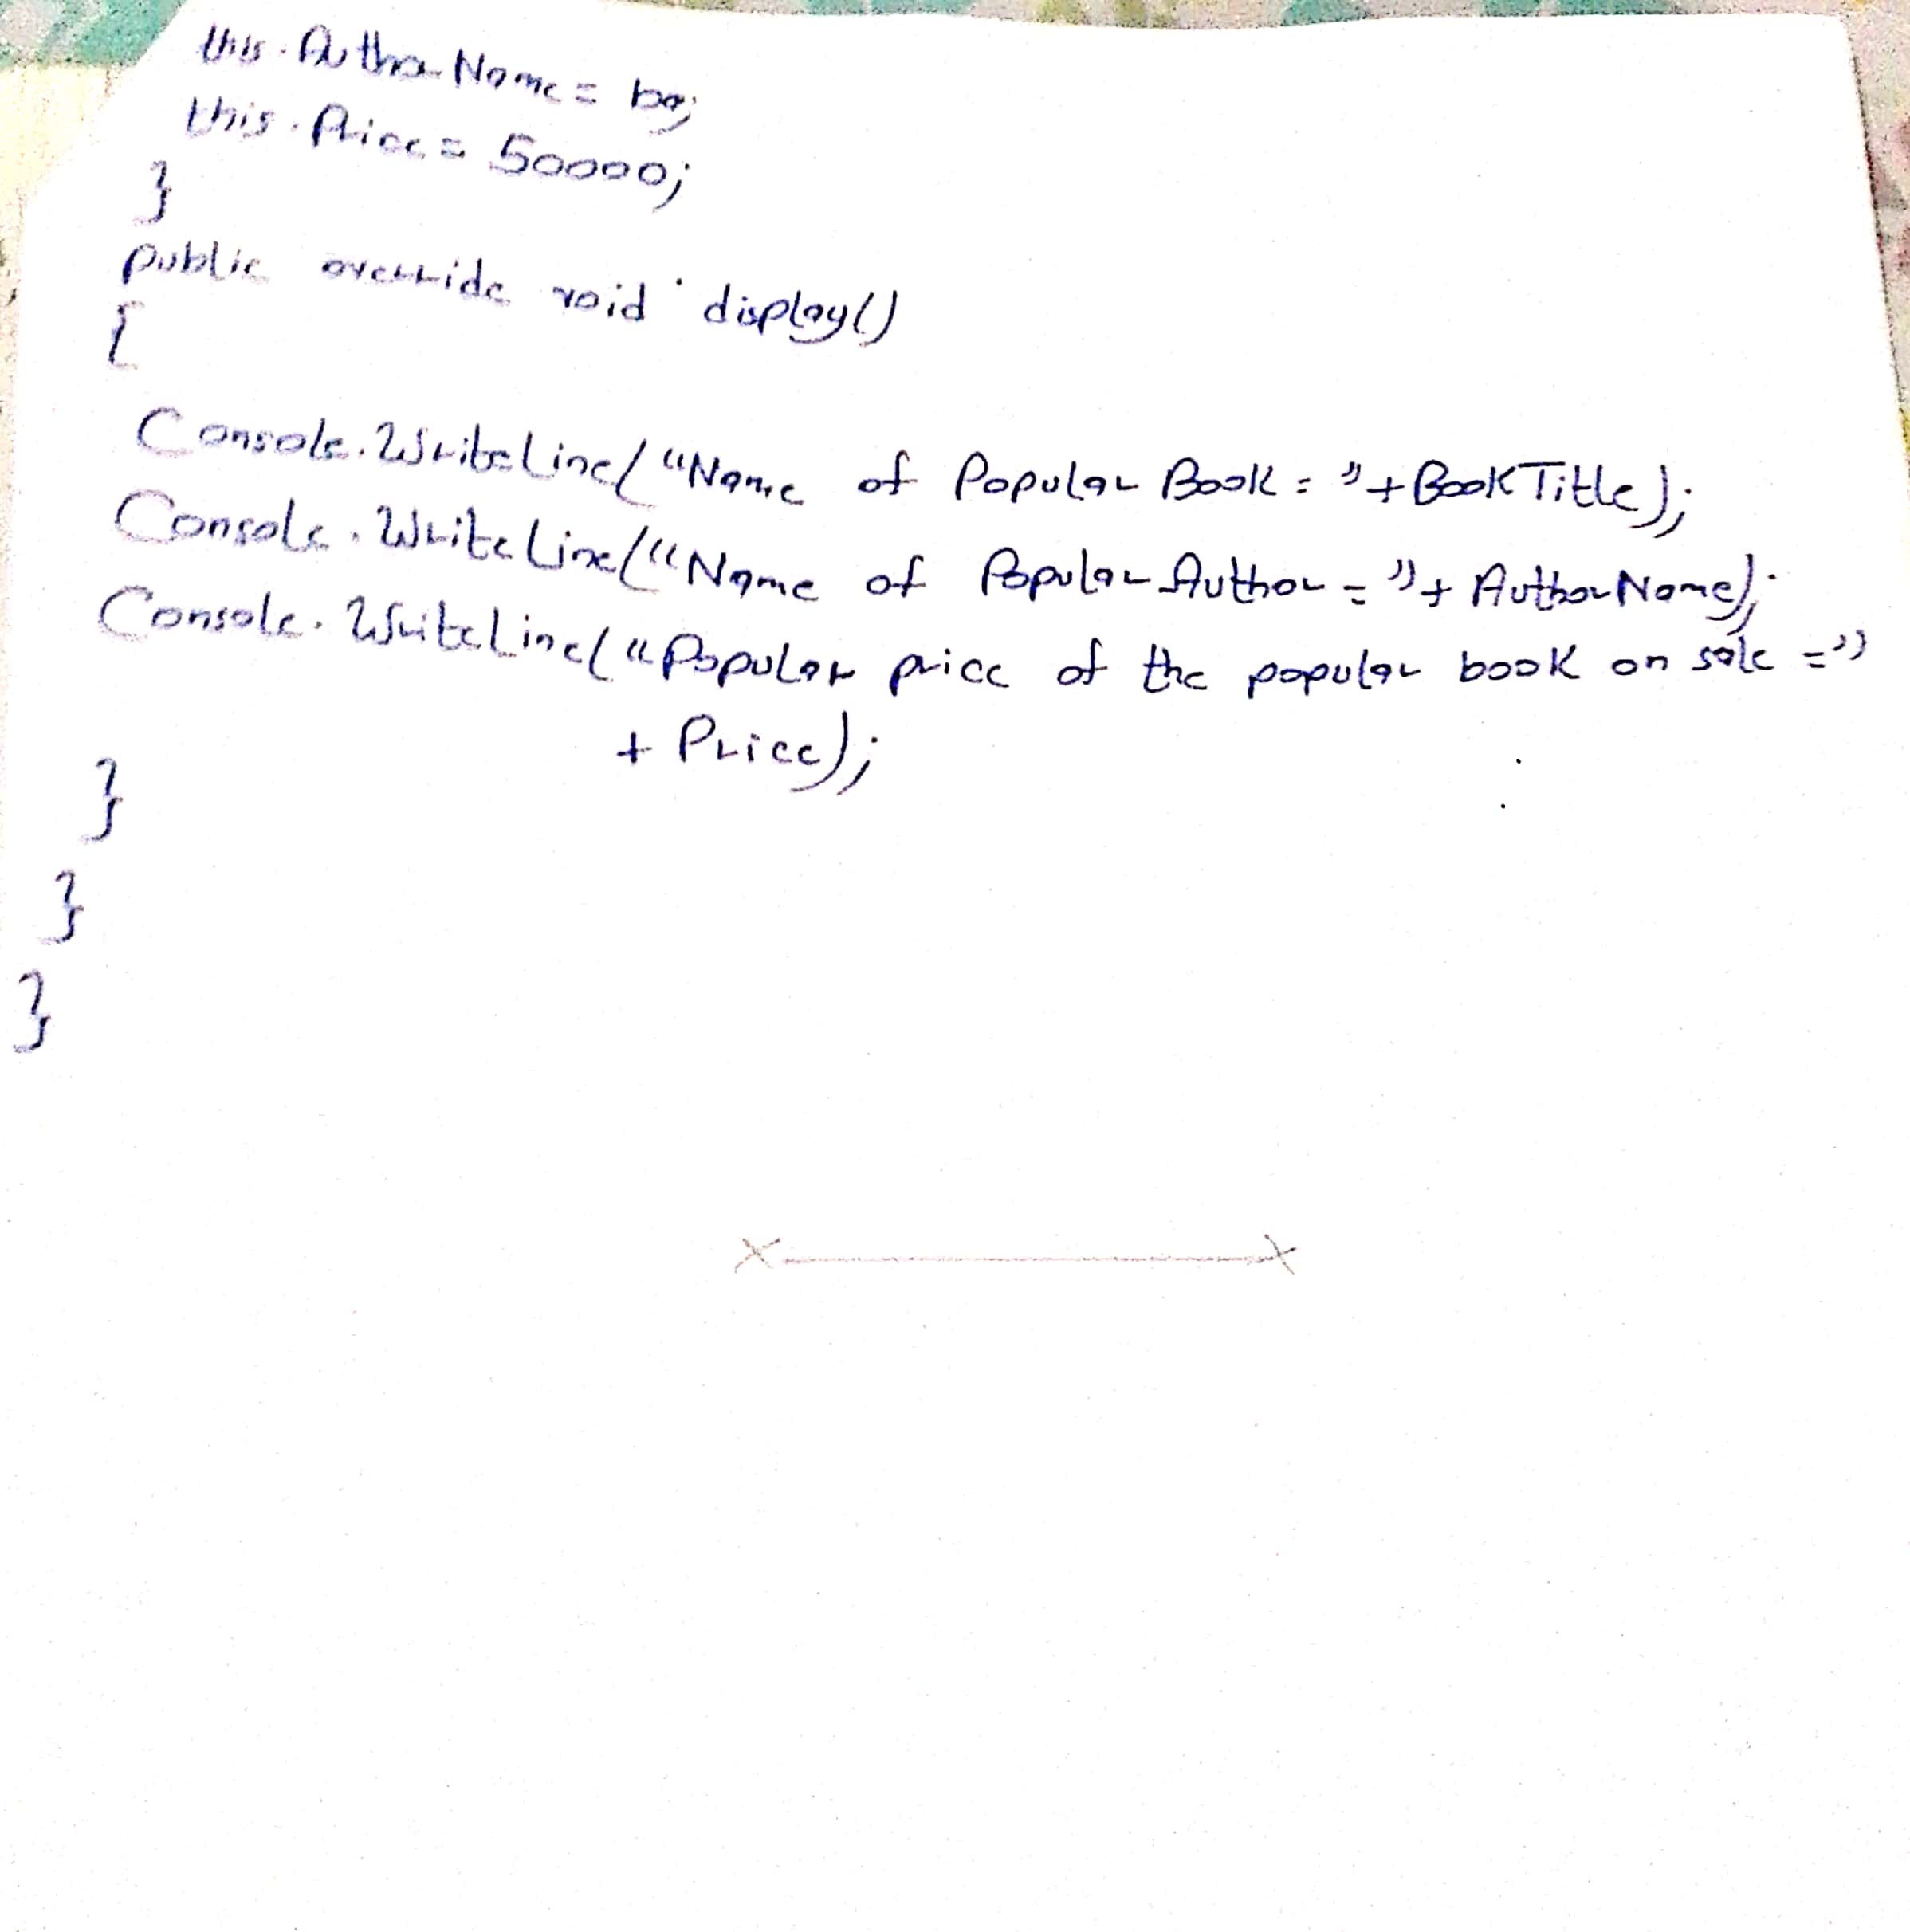 this.AuthorName = ba;
this.Price = 50000;
}
public override void display()
{
Console.WriteLine("Name of Popular Book = "+BookTitle);
Console.WriteLine("Name of Popular Author = "+ AuthorName);
Console.WriteLine("Popular price of the popular book on sale ="
+ Price);
}
}
}